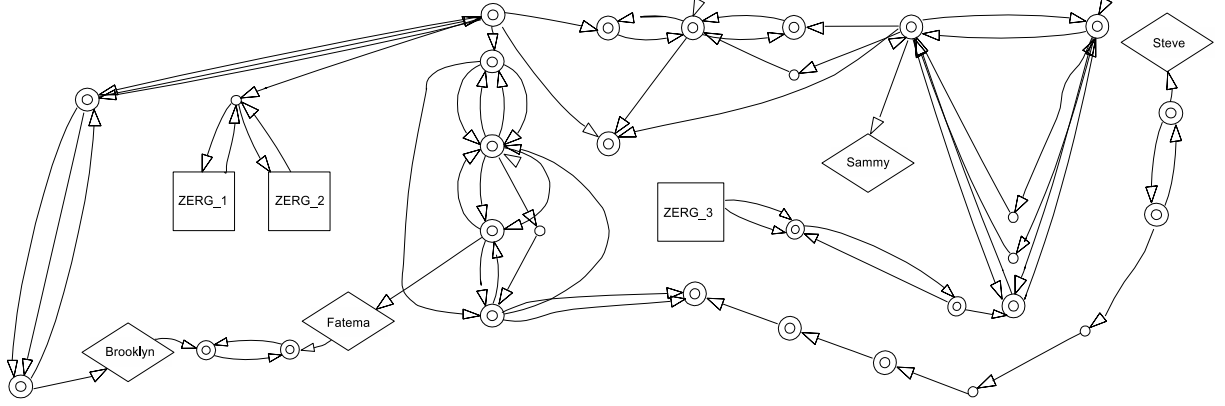 Steve
Sammy
ZERG_1
ZERG_2
ZERG_3
Fatema
Brooklyn